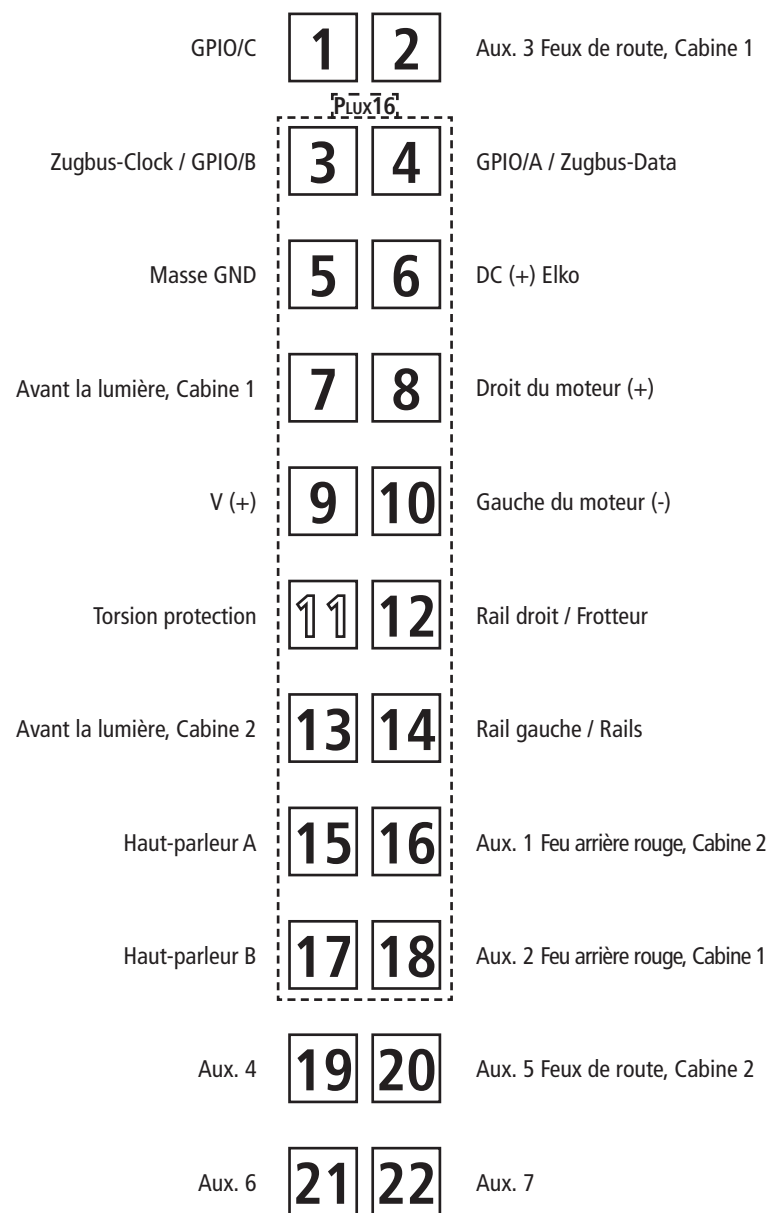 GPIO/C 1 2 Aux. 3 Feux de route, Cabine 1
PLUX16
Zugbus-Clock / GPIO/B 3 4 GPIO/A / Zugbus-Data
Masse GND 5 6 DC (+) Elko
Avant la lumière, Cabine 1 7 8 Droit du moteur (+)
V (+) 9 10 Gauche du moteur (-)
Torsion protection 11 12 Rail droit / Frotteur
Avant la lumière, Cabine 2 13 14 Rail gauche / Rails
Haut-parleur A 15 16 Aux. 1 Feu arrière rouge, Cabine 2
Haut-parleur B 17 18 Aux. 2 Feu arrière rouge, Cabine 1
Aux. 4 19 20 Aux. 5 Feux de route, Cabine 2
Aux. 6 21 22 Aux. 7